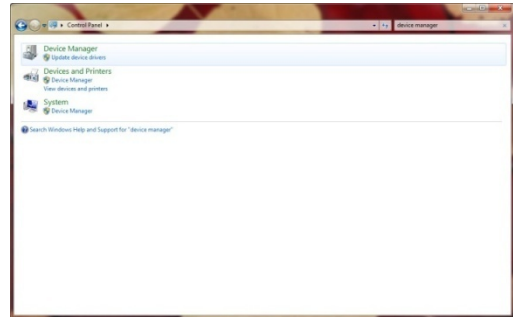 Control Panel
device manager
Device Manager
Update device drivers
Devices and Printers
Device Manager
View devices and printers
System
Device Manager
Search Windows Help and Support for "device manager"